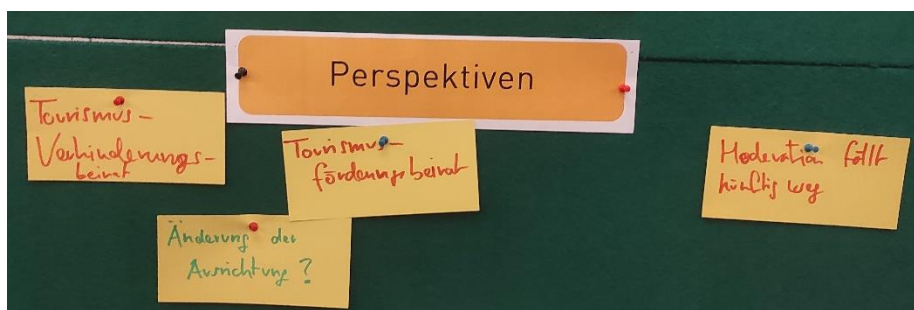 Perspektiven
Tourismus-
Verhinderungs-
beirat
Tourismus-
förderungsbeirat
Änderung der
Ausrichtung?
Moderation fällt
künftig weg